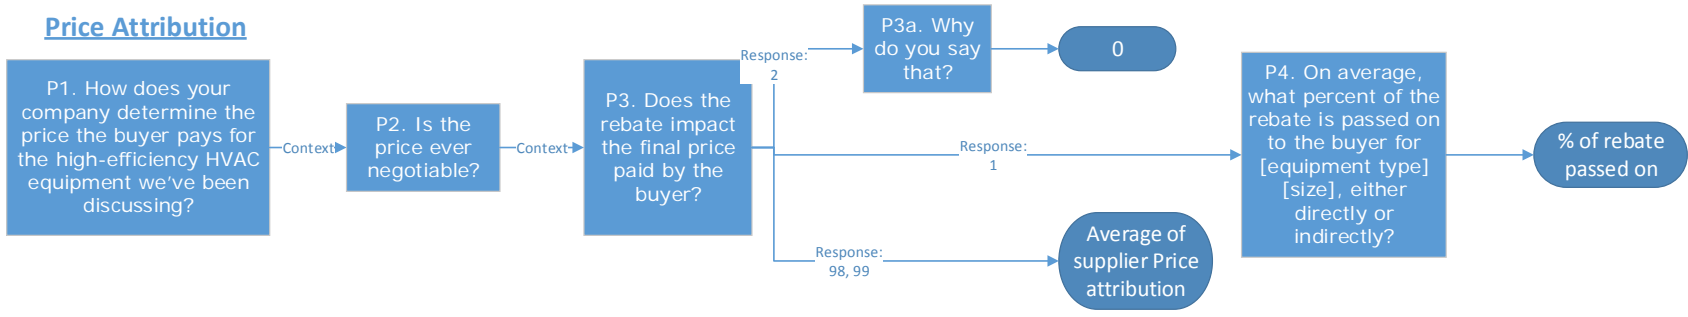 Price Attribution
P1. How does your
company determine the
price the buyer pays for
the high-efficiency HVAC
equipment we've been
discussing?
Context
P2. Is the
price ever
negotiable?
Context
P3. Does the
rebate impact
the final price
paid by the
buyer?
Response:
2
P3a. Why
do you say
that?
0
Response:
1
P4. On average,
what percent of the
rebate is passed on
to the buyer for
[equipment type]
[size], either
directly or
indirectly?
% of rebate
passed on
Response:
98, 99
Average of
supplier Price
attribution